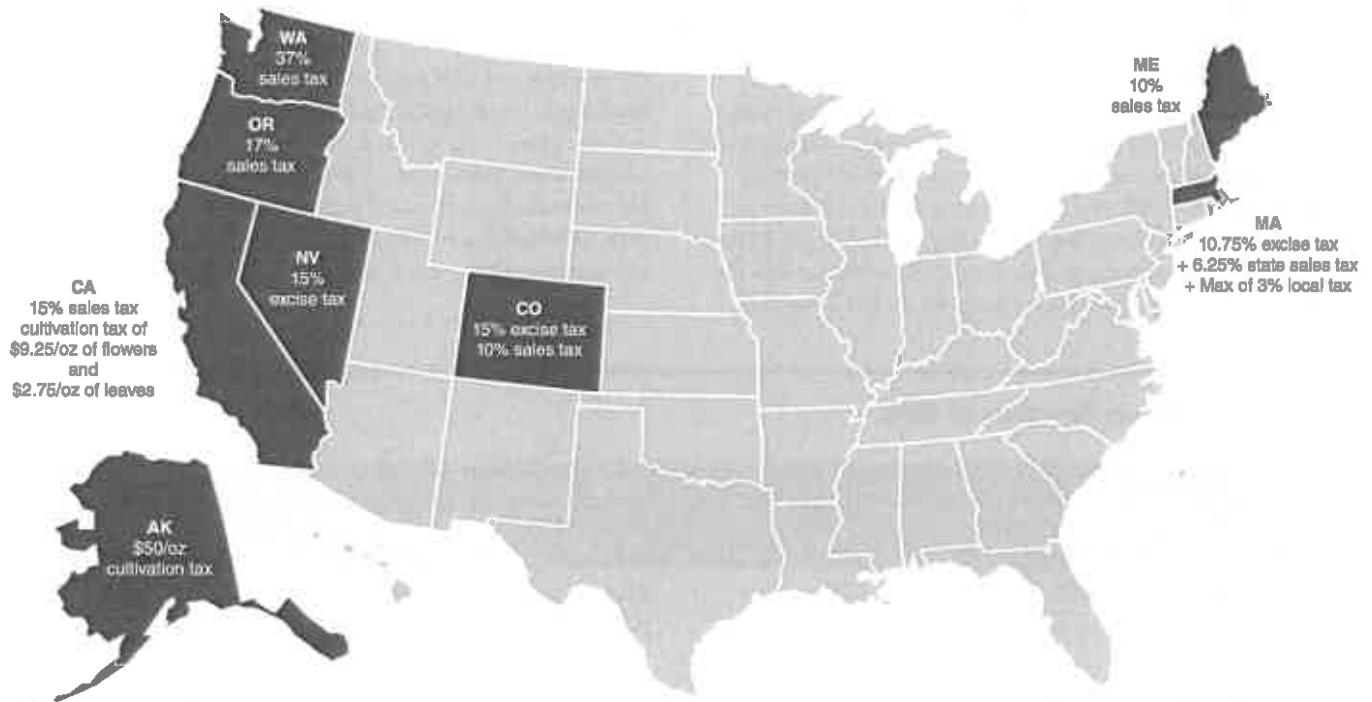 WA
37%
sales tax
OR
17%
sales tax
NV
15%
excise tax
CA
15% sales tax
cultivation tax of
$9.25/oz of flowers
and
$2.75/oz of leaves
CO
15% excise tax
10% sales tax
AK
$50/oz
cultivation tax
ME
10%
sales tax
MA
10.75% excise tax
+ 6.25% state sales tax
+ Max of 3% local tax